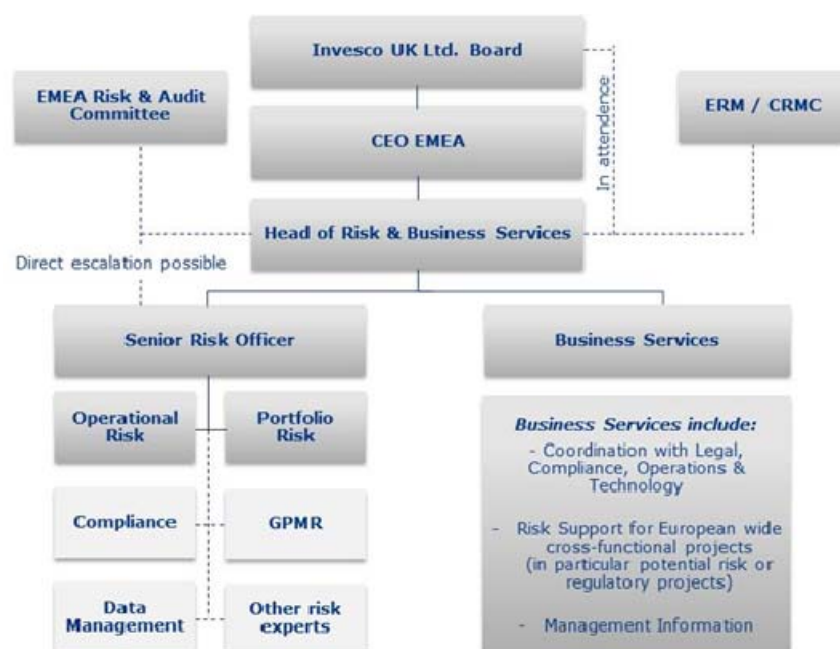 Invesco UK Ltd. Board
EMEA Risk & Audit
Committee
In attendence
ERM / CRMC
CEO EMEA
Head of Risk & Business Services
Direct escalation possible
Senior Risk Officer
Business Services
Operational
Risk
Portfolio
Risk
Compliance
GPMR
Data
Management
Other risk
experts
Business Services include:
- Coordination with Legal,
Compliance, Operations &
Technology
- Risk Support for European wide
cross-functional projects
(in particular potential risk or
regulatory projects)
- Management Information